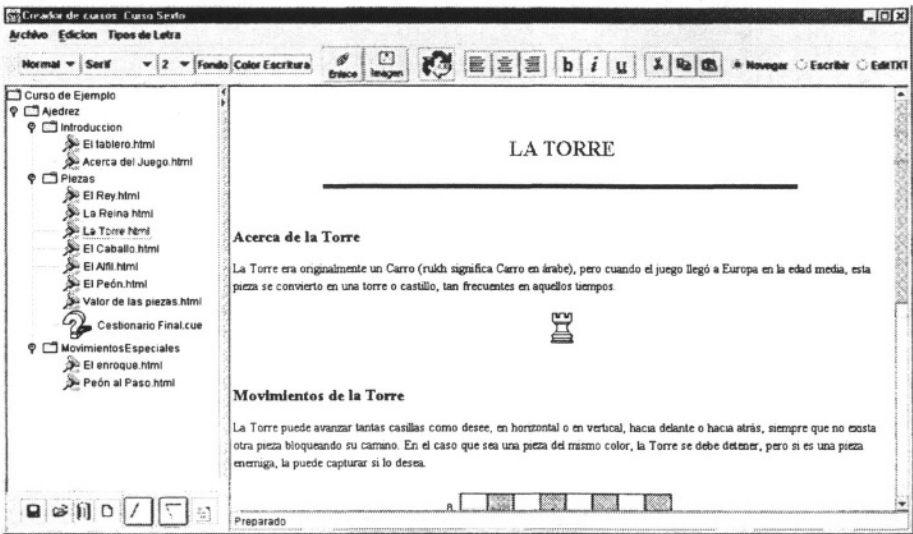 Creador de cursos: Curso Sexto
Archivo Edicion Tipos de Letra
Normal Serif 2 Fondo Color Escritura Enlace Imagen b i u Navegar Escribir EditTXT
Curso de Ejemplo
Ajedrez
Introduccion
El tablero.html
Acerca del Juego.html
Piezas
El Rey.html
La Reina html
La Torre html
El Caballo.html
El Alfil.html
El Peón.html
Valor de las piezas.html
Cestionario Final.cue
MovimientosEspeciales
El enroque.html
Peón al Paso.html
LA TORRE
Acerca de la Torre
La Torre era originalmente un Carro (rukh significa Carro en árabe), pero cuando el juego llegó a Europa en la edad media, esta
pieza se convierto en una torre o castillo, tan frecuentes en aquellos tiempos.
Movimientos de la Torre
La Torre puede avanzar tantas casillas como desee, en horizontal o en vertical, hacia delante o hacia atrás, siempre que no exista
otra pieza bloqueando su camino. En el caso que sea una pieza del mismo color, la Torre se debe detener, pero si es una pieza
enemiga, la puede capturar si lo desea.
8
Preparado